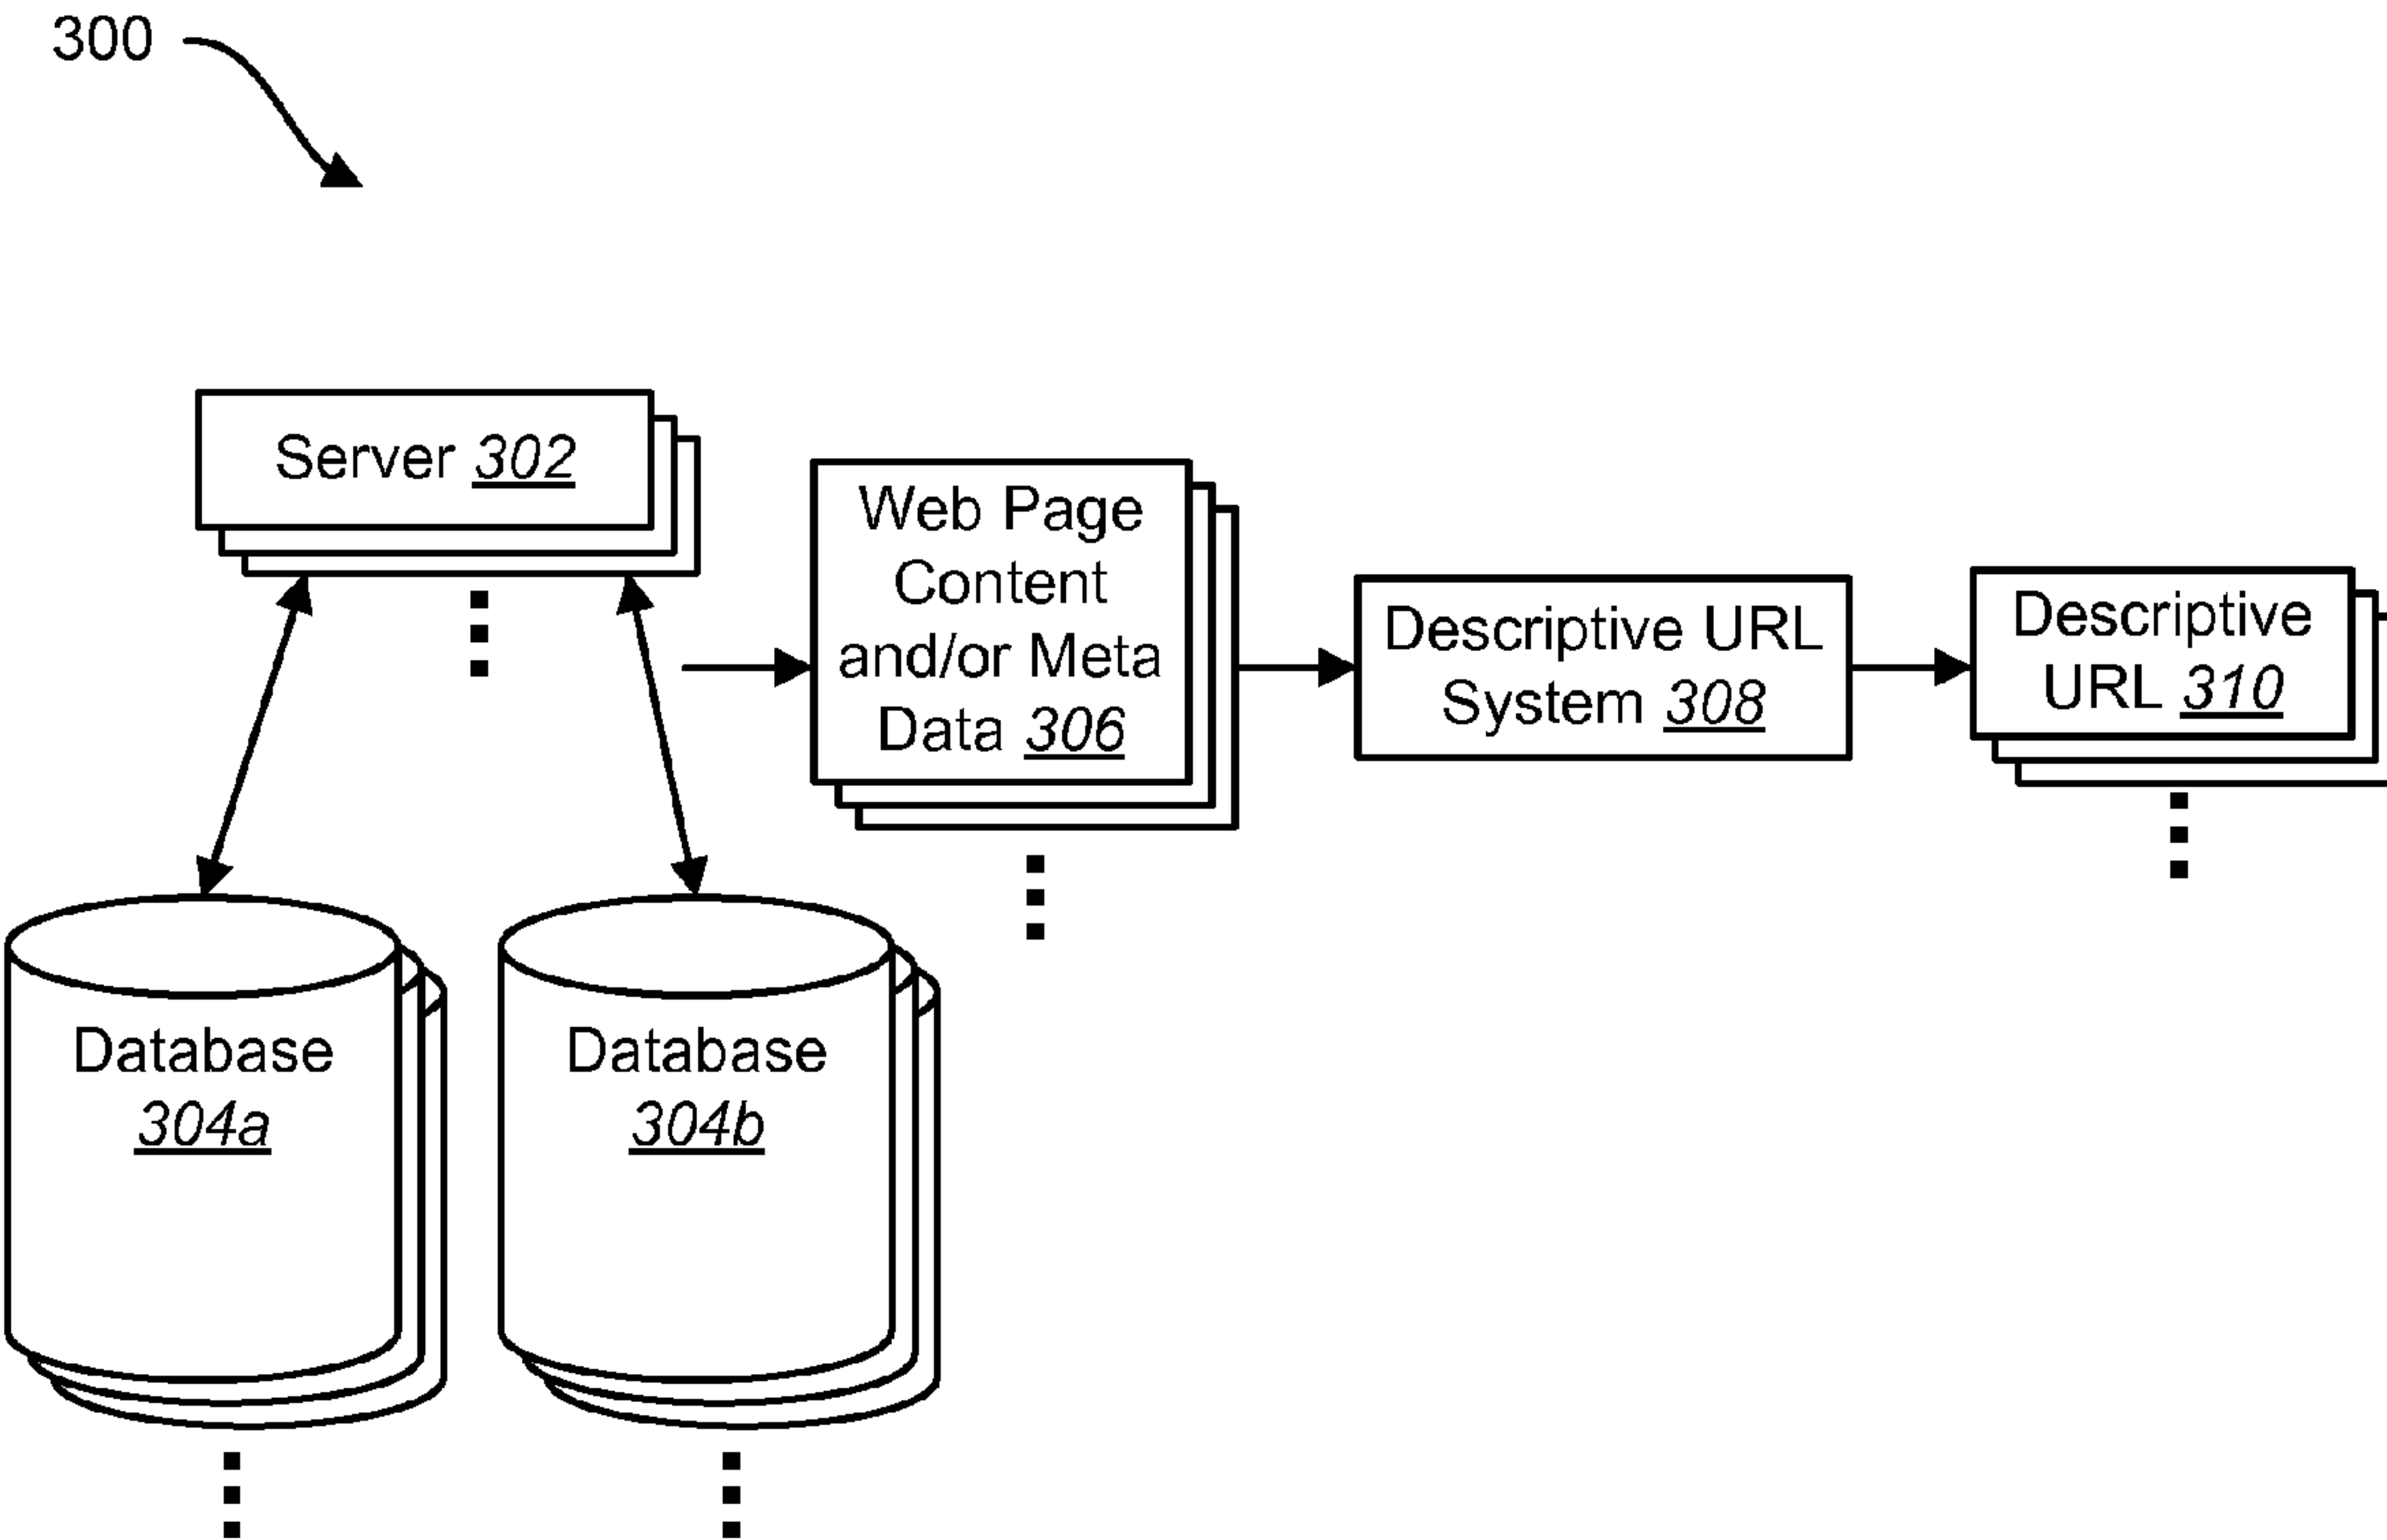 300
Server 302
Web Page
Content
and/or Meta
Data 306
Descriptive URL
System 308
Descriptive
URL 310
Database
304a
Database
304b